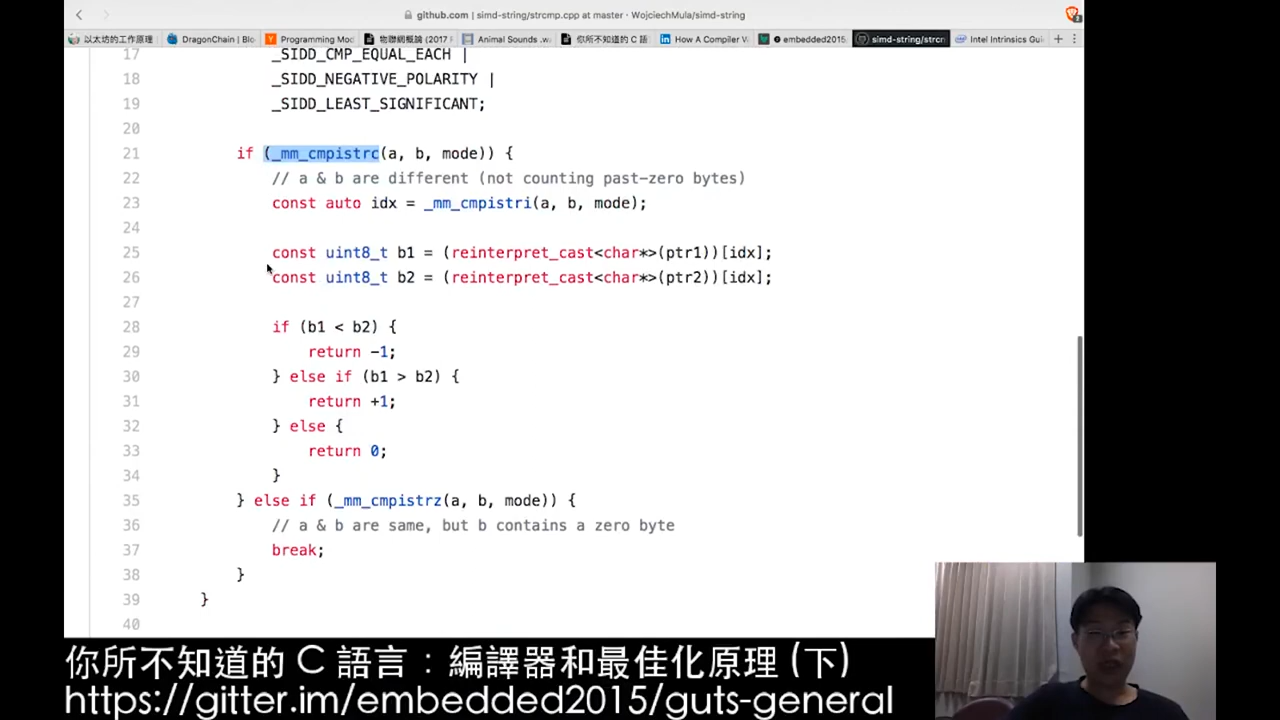 github.com | simd-string/strcmp.cpp at master · WojciechMula/simd-string
以太坊的工作原理 DragonChain | Blo Programming Mod 物聯網概論 (2017 F Animal Sounds .w 你所不知道的 C 語 How A Compiler W embedded2015. simd-string/strcm Intel Intrinsics Gui +
17 _SIDD_CMP_EQUAL_EACH |
18 _SIDD_NEGATIVE_POLARITY |
19 _SIDD_LEAST_SIGNIFICANT;
20
21 if (_mm_cmpistrc(a, b, mode)) {
22 // a & b are different (not counting past-zero bytes)
23 const auto idx = _mm_cmpistri(a, b, mode);
24
25 const uint8_t b1 = (reinterpret_cast<char*>(ptr1))[idx];
26 const uint8_t b2 = (reinterpret_cast<char*>(ptr2))[idx];
27
28 if (b1 < b2) {
29 return -1;
30 } else if (b1 > b2) {
31 return +1;
32 } else {
33 return 0;
34 }
35 } else if (_mm_cmpistrz(a, b, mode)) {
36 // a & b are same, but b contains a zero byte
37 break;
38 }
39 }
40
你所不知道的 C 語言：編譯器和最佳化原理 (下)
https://gitter.im/embedded2015/guts-general